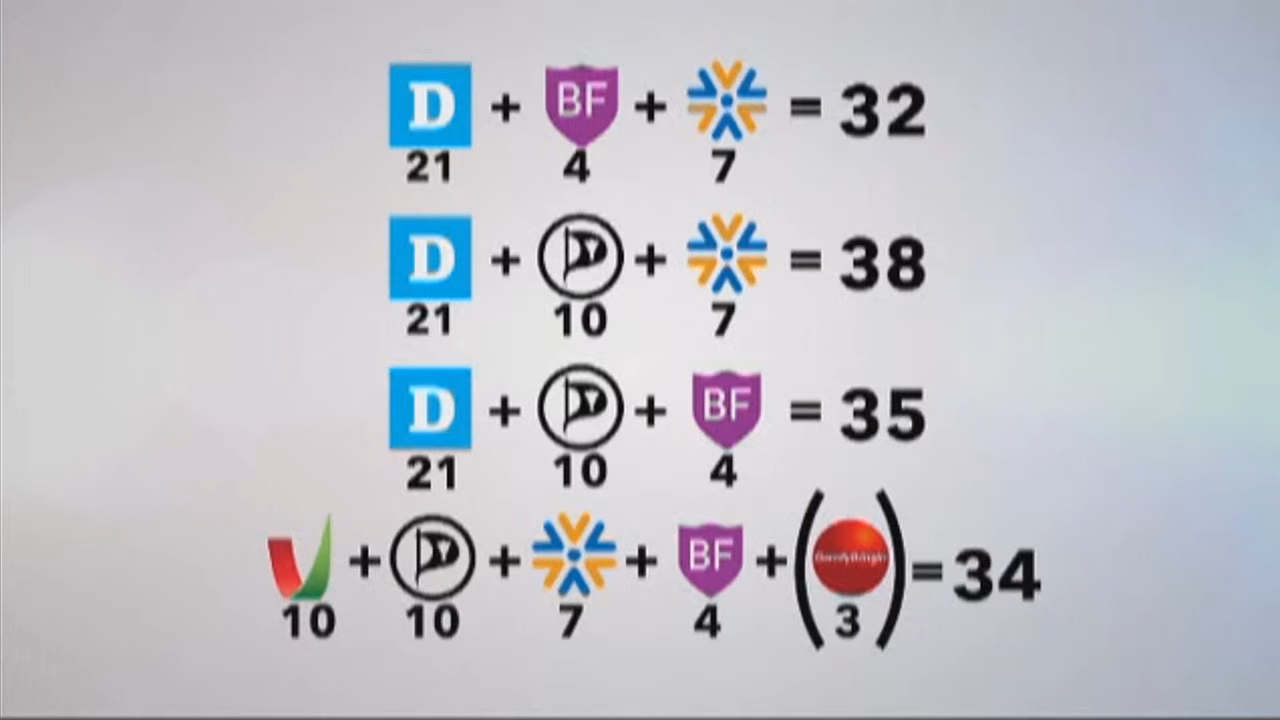 D + BF + = 32
21 4 7
D + P + = 38
21 10 7
D + P + BF = 35
21 10 4
V + P + + BF + ( ) = 34
10 10 7 4 3